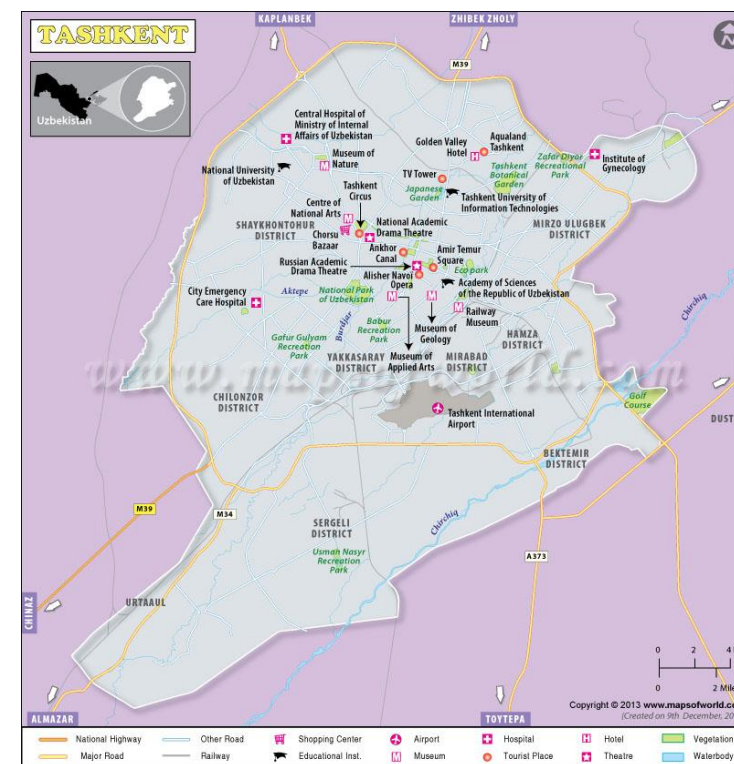 KAPLANBEK
ZHIBEK ZHOLY
TASHKENT
N
M39
Uzbekistan
Central Hospital of
Ministry of Internal
Affairs of Uzbekistan
Golden Valley
Hotel
Aqualand
Tashkent
Museum of
Nature
Zafar Diyor
Recreational
Park
Institute of
Gynecology
National University
of Uzbekistan
TV Tower
Tashkent
Botanical
Garden
Japanese
Garden
Tashkent
Circus
Tashkent University of
Information Technologies
Centre of
National Arts
SHAYKHONTOHUR
DISTRICT
National Academic
Drama Theatre
MIRZO ULUGBEK
DISTRICT
Chorsu
Bazaar
Ankhor
Canal
Amir Temur
Square
Russian Academic
Drama Theatre
Eco park
Alisher Navoi
Opera
Academy of Sciences
of the Republic of Uzbekistan
City Emergency
Care Hospital
Aktepe
National Park
of Uzbekistan
Railway
Museum
Chirchiq
Burdjar
Babur
Recreation
Park
Museum of
Geology
HAMZA
DISTRICT
Gafur Gulyam
Recreation
Park
YAKKASARAY
DISTRICT
Museum of
Applied Arts
MIRABAD
DISTRICT
www.mapsofworld.com
CHILONZOR
DISTRICT
Golf
Course
Tashkent International
Airport
DUST
BEKTEMIR
DISTRICT
M39
M34
SERGELI
DISTRICT
Chirchiq
Usman Nasyr
Recreation
Park
A373
URTAAUL
CHINAZ
0 2 4
0 2 Mile
Copyright © 2013 www.mapsofworld.co
(Created on 9th December, 20
ALMAZAR
TOYTEPA
National Highway
Other Road
Shopping Center
Airport
Hospital
Hotel
Vegetation
Major Road
Railway
Educational Inst.
Museum
Tourist Place
Theatre
Waterbody